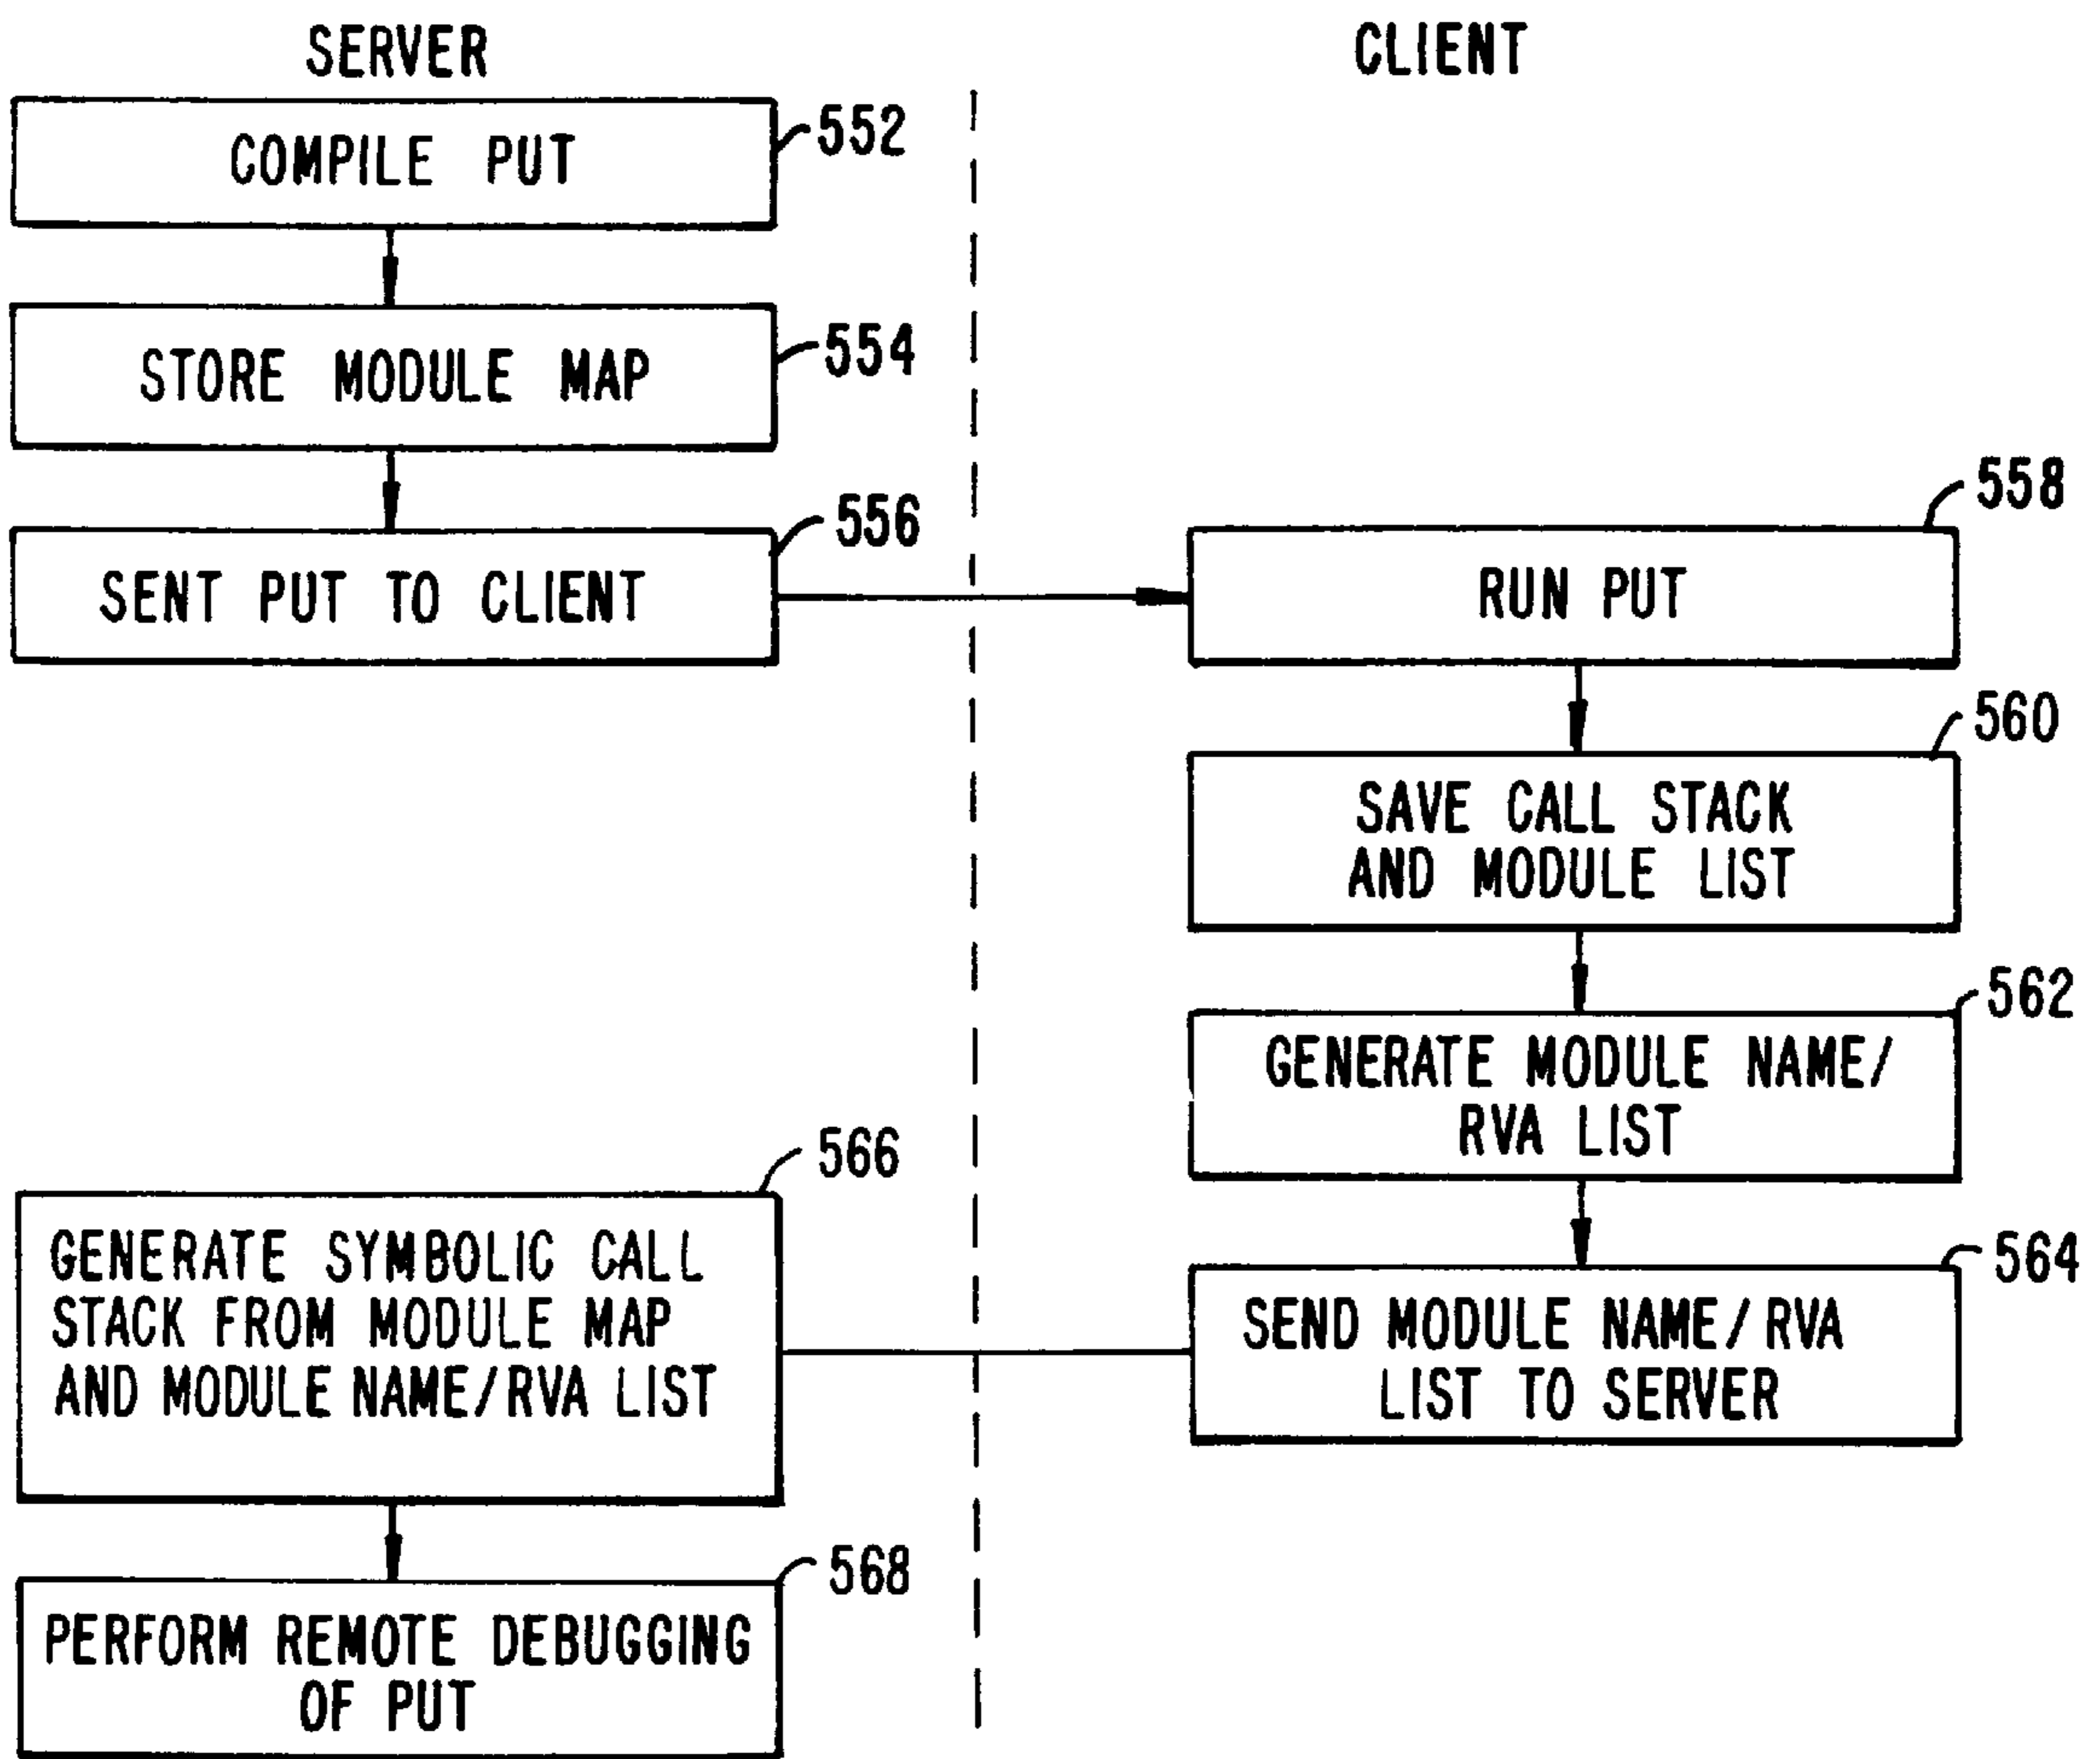 SERVER
CLIENT
COMPILE PUT
552
STORE MODULE MAP
554
SENT PUT TO CLIENT
556
RUN PUT
558
SAVE CALL STACK
AND MODULE LIST
560
GENERATE MODULE NAME/
RVA LIST
562
SEND MODULE NAME/RVA
LIST TO SERVER
564
GENERATE SYMBOLIC CALL
STACK FROM MODULE MAP
AND MODULE NAME/RVA LIST
566
PERFORM REMOTE DEBUGGING
OF PUT
568